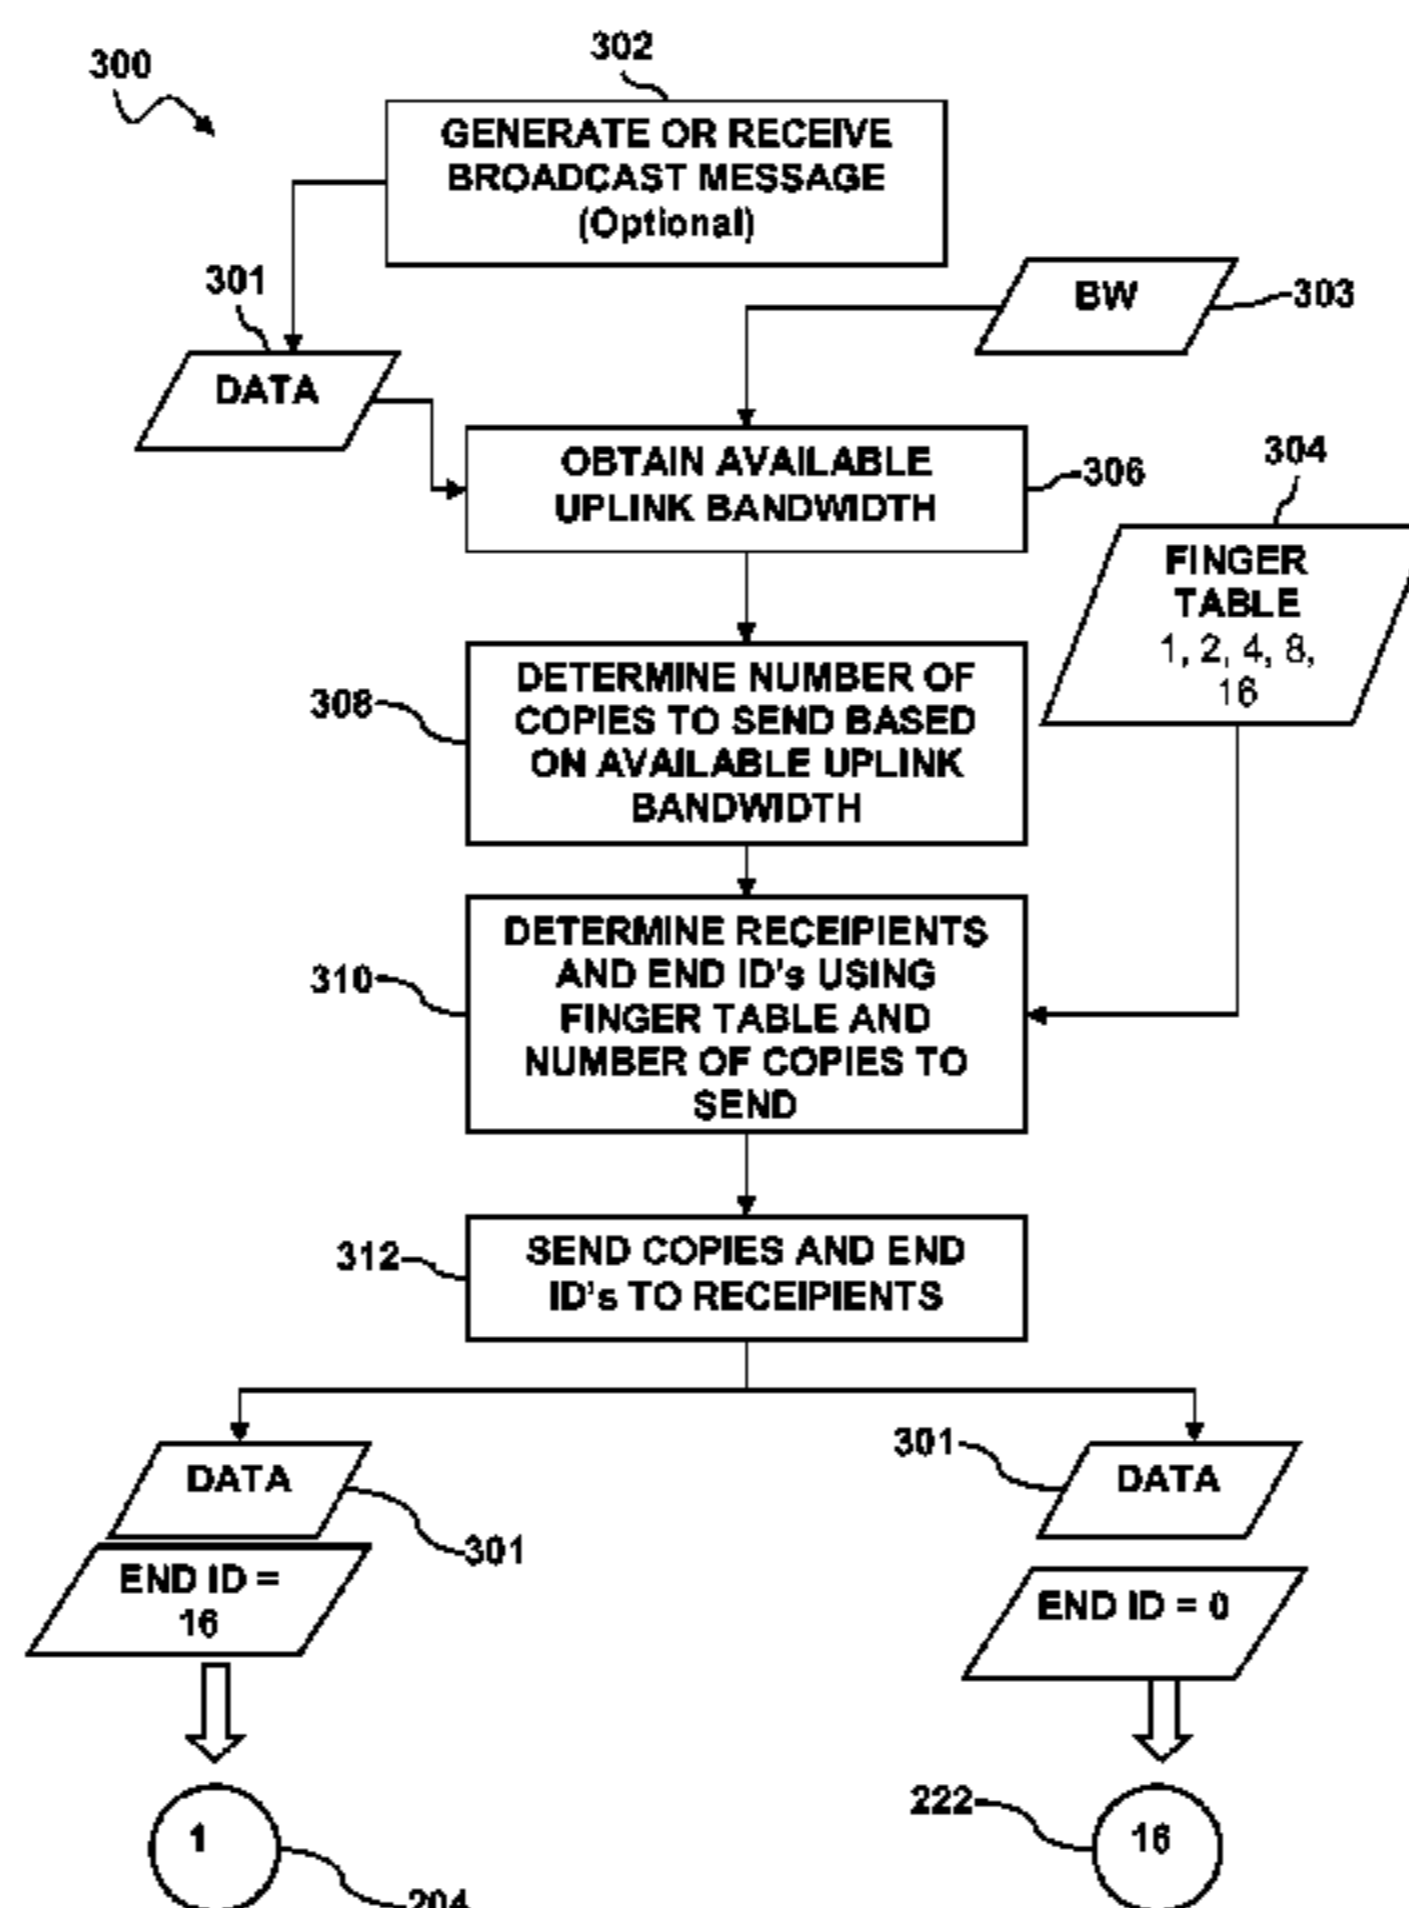 300
302
GENERATE OR RECEIVE
BROADCAST MESSAGE
(Optional)
301
DATA
BW
303
OBTAIN AVAILABLE
UPLINK BANDWIDTH
306
304
FINGER
TABLE
1, 2, 4, 8,
16
308
DETERMINE NUMBER OF
COPIES TO SEND BASED
ON AVAILABLE UPLINK
BANDWIDTH
310
DETERMINE RECEIPIENTS
AND END ID's USING
FINGER TABLE AND
NUMBER OF COPIES TO
SEND
312
SEND COPIES AND END
ID's TO RECEIPIENTS
DATA
301
END ID =
16
1
204
301
DATA
END ID = 0
222
16